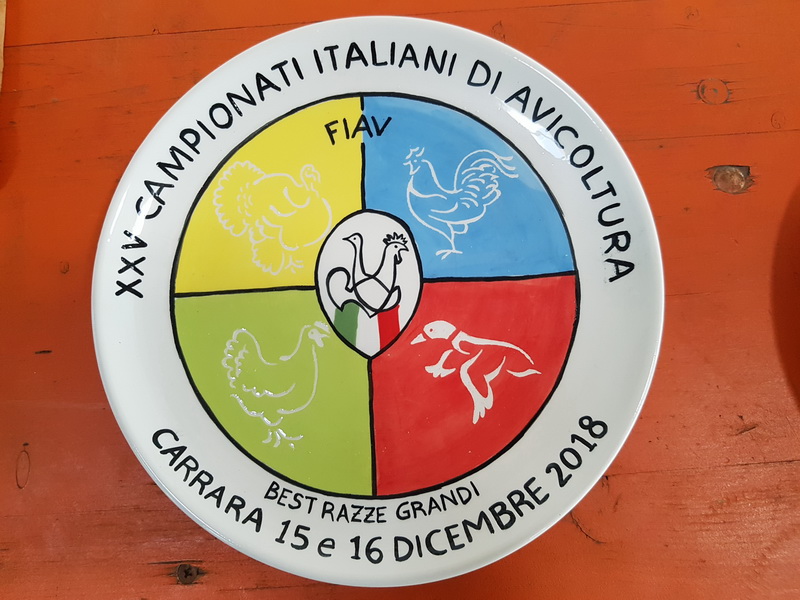 XXV CAMPIONATI ITALIANI DI AVICOLTURA
FIAV
BEST RAZZE GRANDI
CARRARA 15 e 16 DICEMBRE 2018